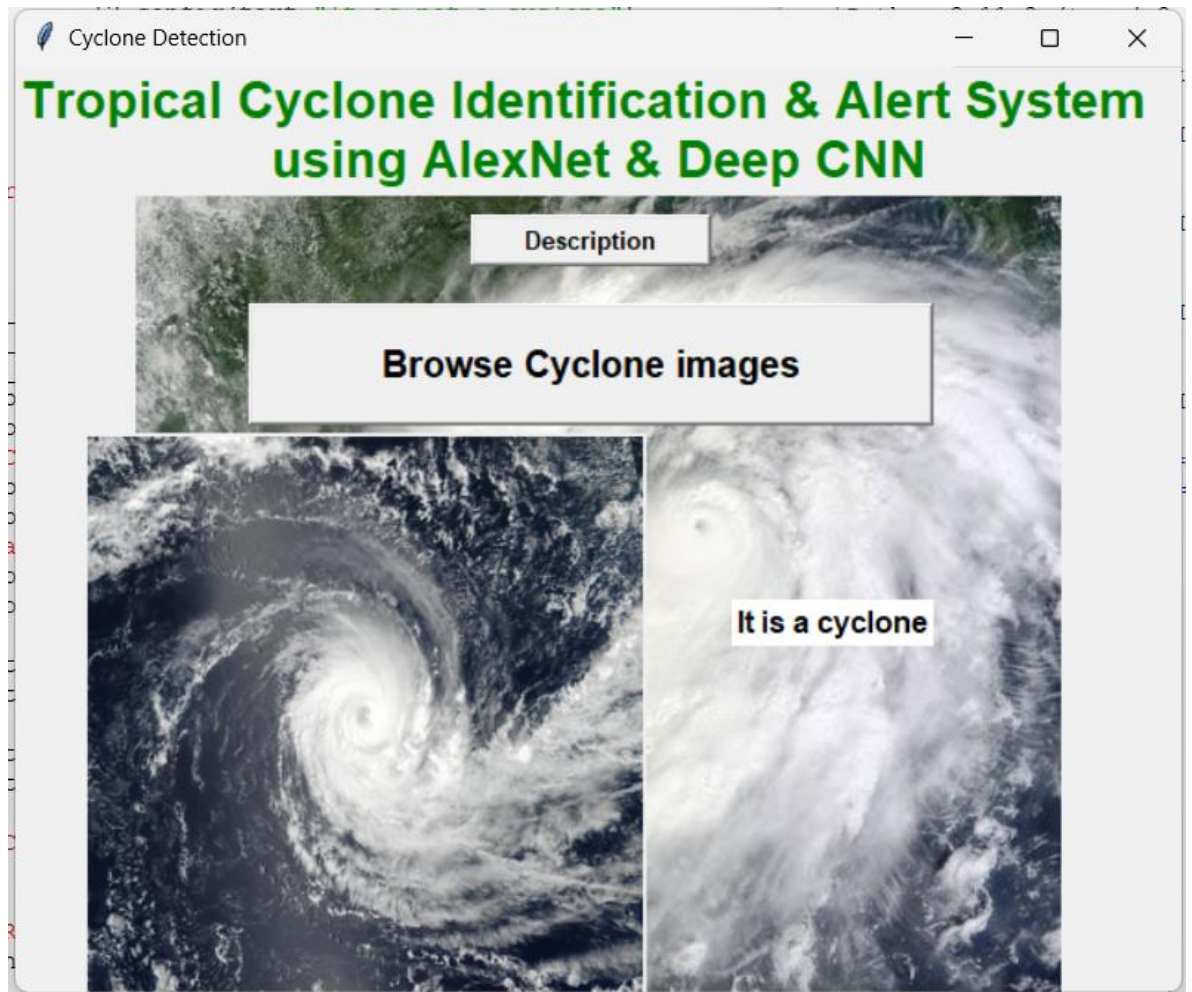 Cyclone Detection
Tropical Cyclone Identification & Alert System
using AlexNet & Deep CNN
Description
Browse Cyclone images
It is a cyclone